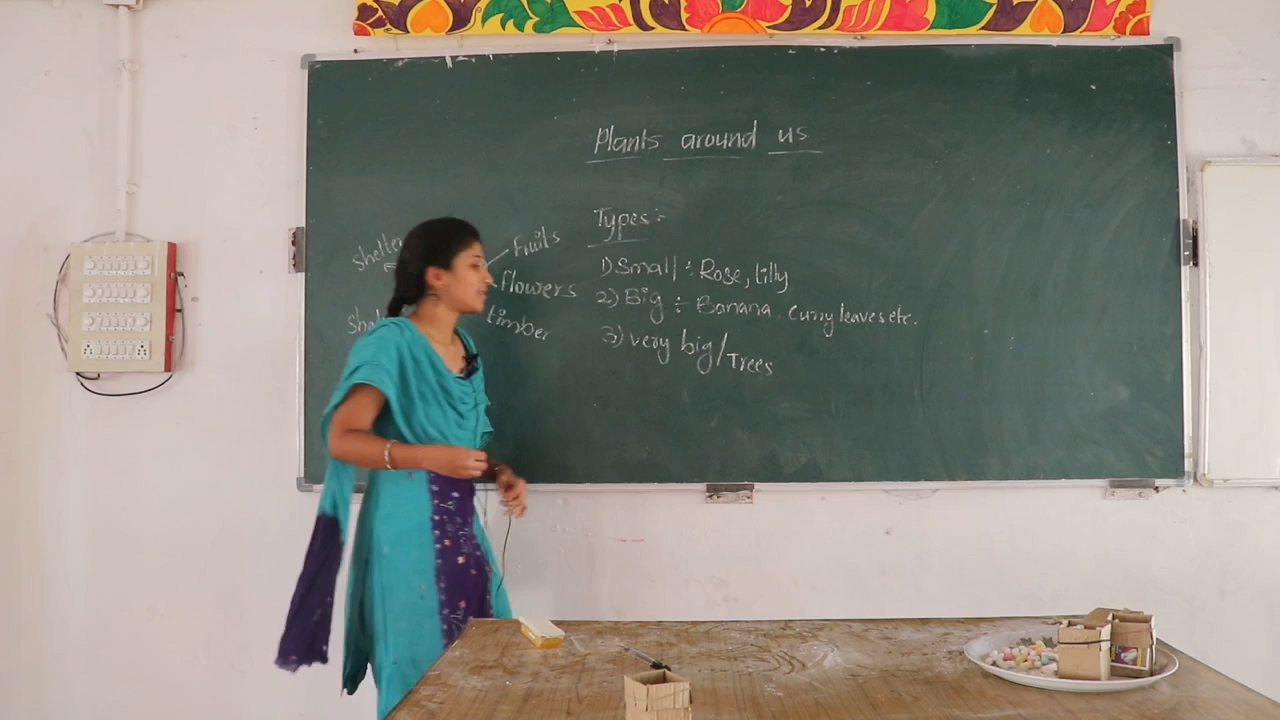 Plants around us
Types :-
1) Small :- Rose, Lilly
2) Big :- Banana, Curry leaves etc.
3) very big/Trees
Fruits
flowers
timber
shelter